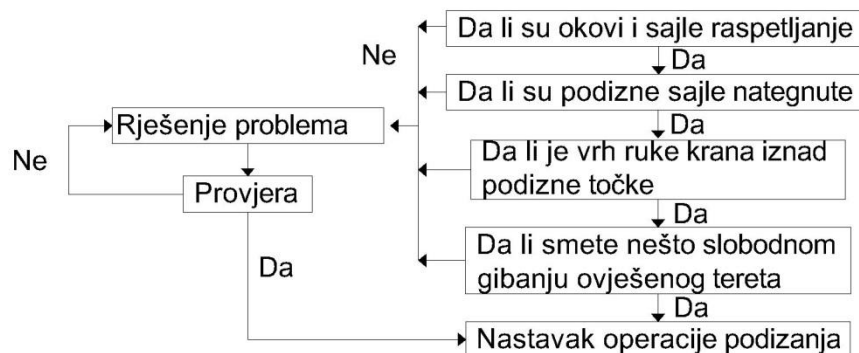 Da li su okovi i sajle raspetljanje
Ne
Da
Da li su podizne sajle nategnute
Da
Rješenje problema
Ne
Da li je vrh ruke krana iznad
podizne točke
Provjera
Da
Da li smete nešto slobodnom
gibanju ovješenog tereta
Da
Da
Nastavak operacije podizanja